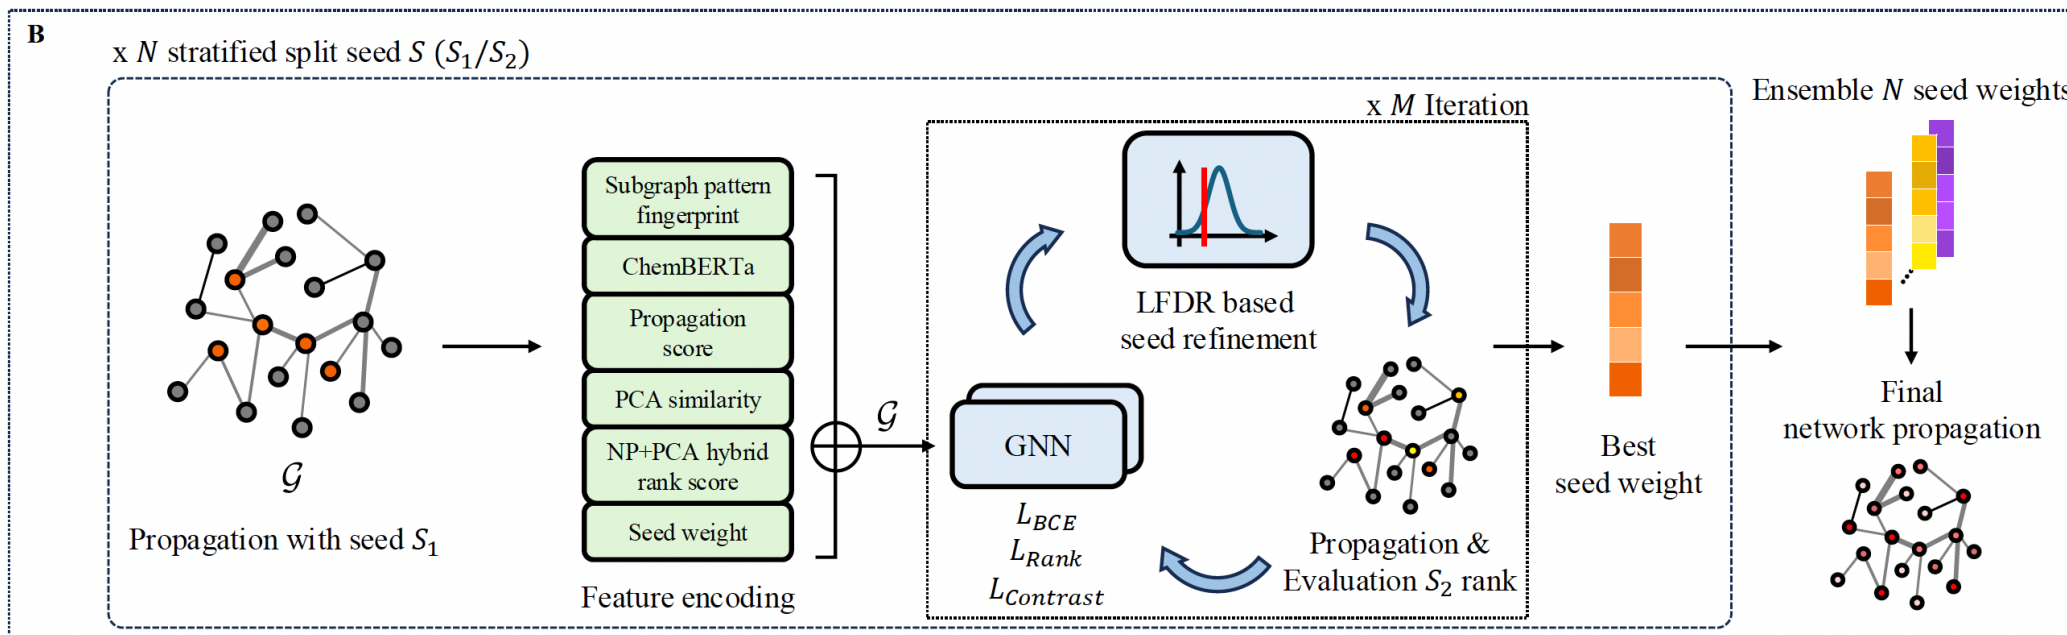 B
x N stratified split seed S (S₁/S₂)
x M Iteration
Ensemble N seed weights
Subgraph pattern
fingerprint
ChemBERTa
Propagation
score
PCA similarity
NP+PCA hybrid
rank score
Seed weight
Feature encoding
𝒢
Propagation with seed S₁
𝒢
LFDR based
seed refinement
GNN
L_BCE
L_Rank
L_Contrast
Propagation &
Evaluation S₂ rank
Best
seed weight
Final
network propagation